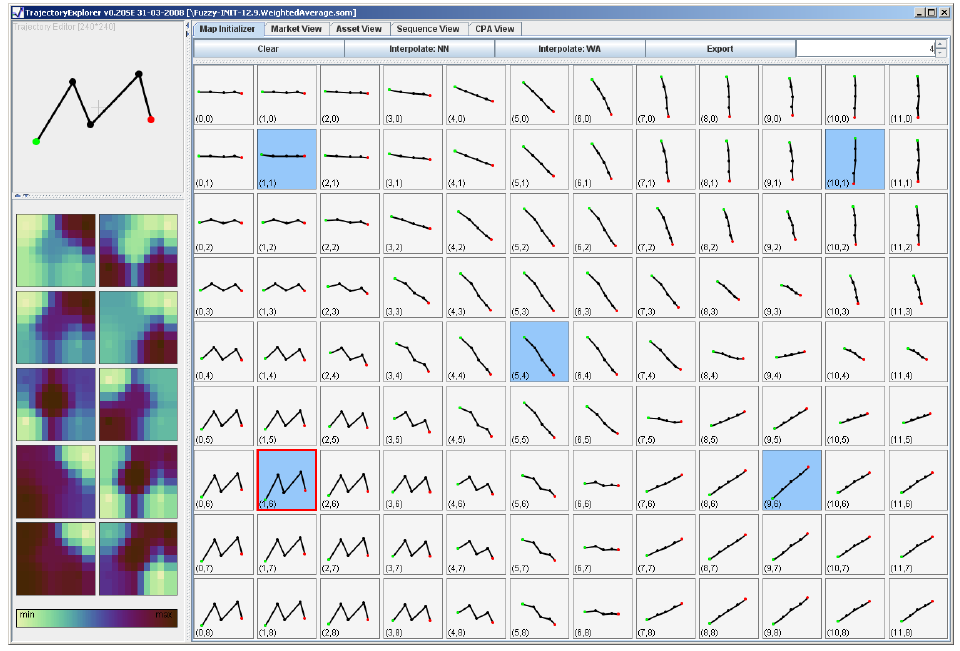 TrajectoryExplorer v0.20SE 31-03-2008 [\Fuzzy-INIT-12.9.WeightedAverage.som]
Trajectory Editor [240*240]
Map Initializer Market View Asset View Sequence View CPA View
Clear Interpolate: NN Interpolate: WA Export 4
(0,0) (1,0) (2,0) (3,0) (4,0) (5,0) (6,0) (7,0) (8,0) (9,0) (10,0) (11,0)
(0,1) (1,1) (2,1) (3,1) (4,1) (5,1) (6,1) (7,1) (8,1) (9,1) (10,1) (11,1)
(0,2) (1,2) (2,2) (3,2) (4,2) (5,2) (6,2) (7,2) (8,2) (9,2) (10,2) (11,2)
(0,3) (1,3) (2,3) (3,3) (4,3) (5,3) (6,3) (7,3) (8,3) (9,3) (10,3) (11,3)
(0,4) (1,4) (2,4) (3,4) (4,4) (5,4) (6,4) (7,4) (8,4) (9,4) (10,4) (11,4)
(0,5) (1,5) (2,5) (3,5) (4,5) (5,5) (6,5) (7,5) (8,5) (9,5) (10,5) (11,5)
(0,6) (1,6) (2,6) (3,6) (4,6) (5,6) (6,6) (7,6) (8,6) (9,6) (10,6) (11,6)
(0,7) (1,7) (2,7) (3,7) (4,7) (5,7) (6,7) (7,7) (8,7) (9,7) (10,7) (11,7)
(0,8) (1,8) (2,8) (3,8) (4,8) (5,8) (6,8) (7,8) (8,8) (9,8) (10,8) (11,8)
min max